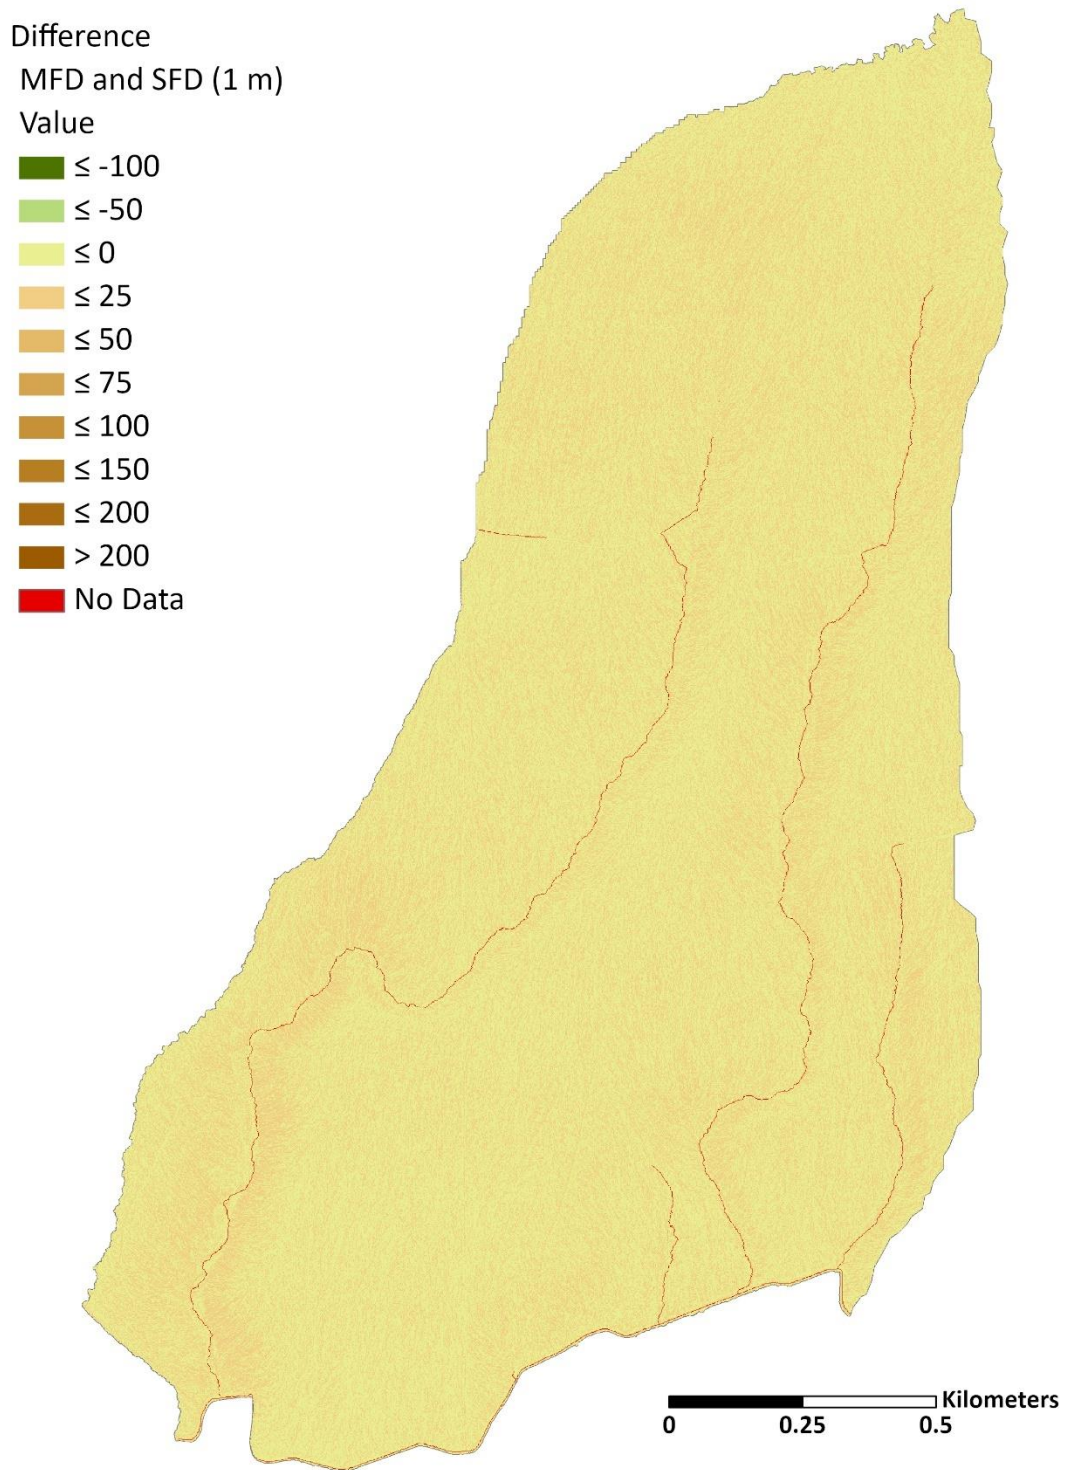 Difference
MFD and SFD (1 m)
Value
≤ -100
≤ -50
≤ 0
≤ 25
≤ 50
≤ 75
≤ 100
≤ 150
≤ 200
> 200
No Data
Kilometers
0 0.25 0.5